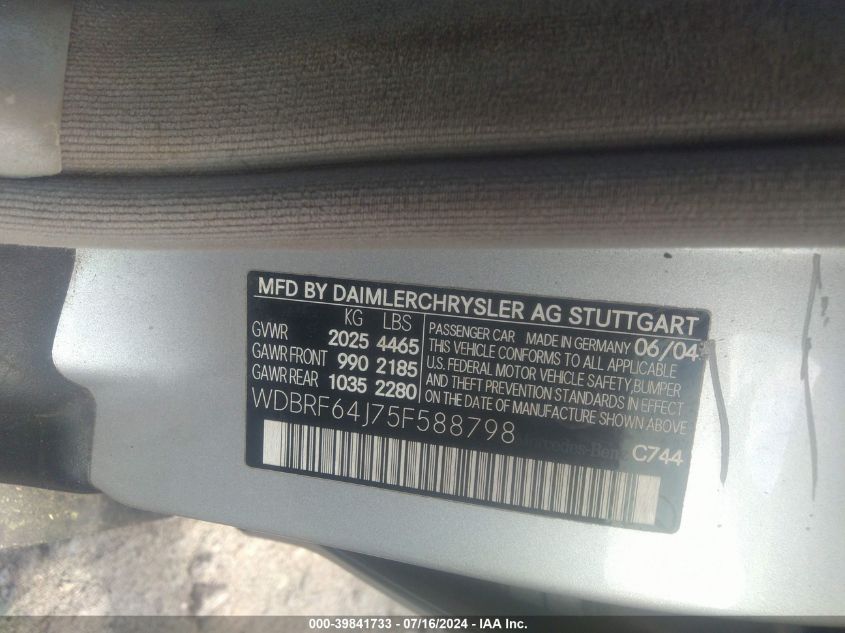 MFD BY DAIMLERCHRYSLER AG STUTTGART
KG LBS
GVWR 2025 4465
GAWR FRONT 990 2185
GAWR REAR 1035 2280
PASSENGER CAR MADE IN GERMANY 06/04
THIS VEHICLE CONFORMS TO ALL APPLICABLE
U.S. FEDERAL MOTOR VEHICLE SAFETY, BUMPER
AND THEFT PREVENTION STANDARDS IN EFFECT
ON THE DATE OF MANUFACTURE SHOWN ABOVE
WDBRF64J75F588798
Mercedes-Benz C744
000-39841733 - 07/16/2024 - IAA Inc.